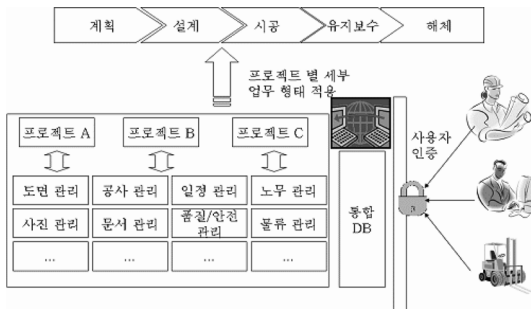 계획 설계 시공 유지보수 해체
프로젝트 별 세부
업무 형태 적용
프로젝트 A 프로젝트 B 프로젝트 C
사용자
인증
도면 관리 공사 관리 일정 관리 노무 관리
사진 관리 문서 관리 품질/안전
관리 물류 관리
... ... ... ...
통합
DB